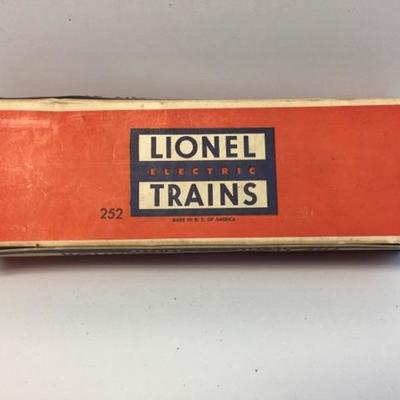 LIONEL
ELECTRIC
TRAINS
252
MADE IN U. S. OF AMERICA